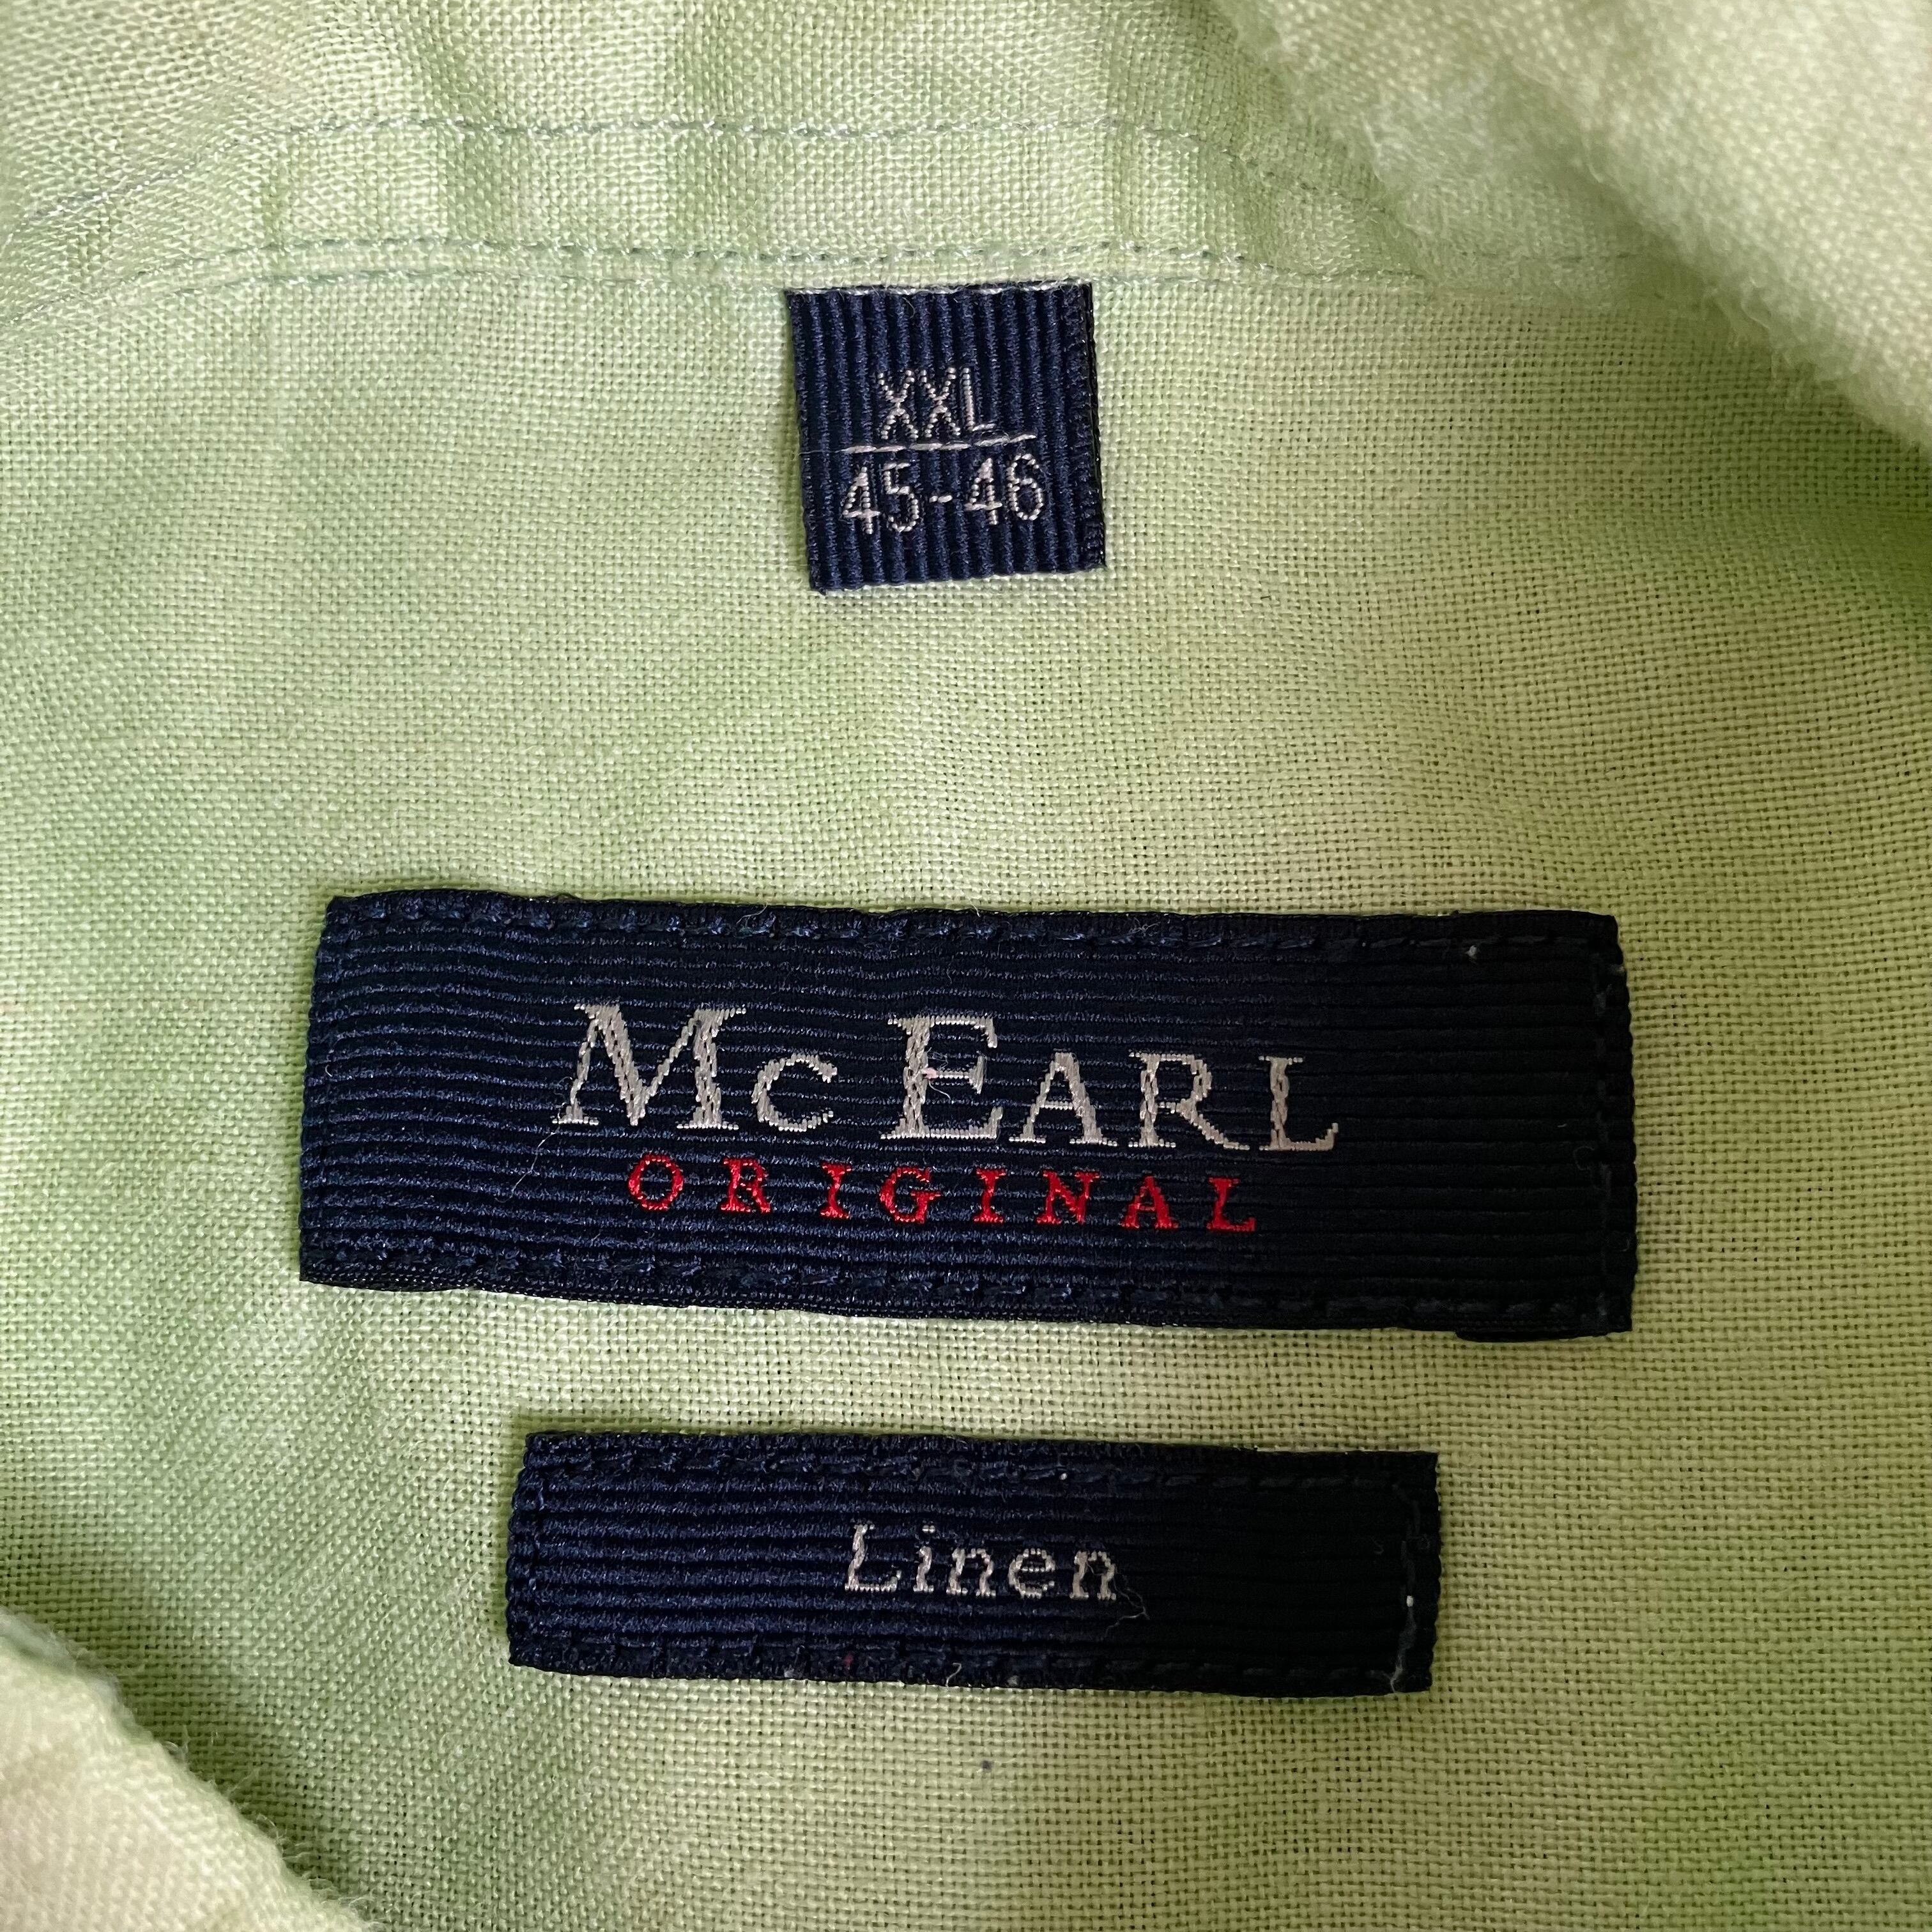 XXL
45-46
Mc EARL
ORIGINAL
Linen